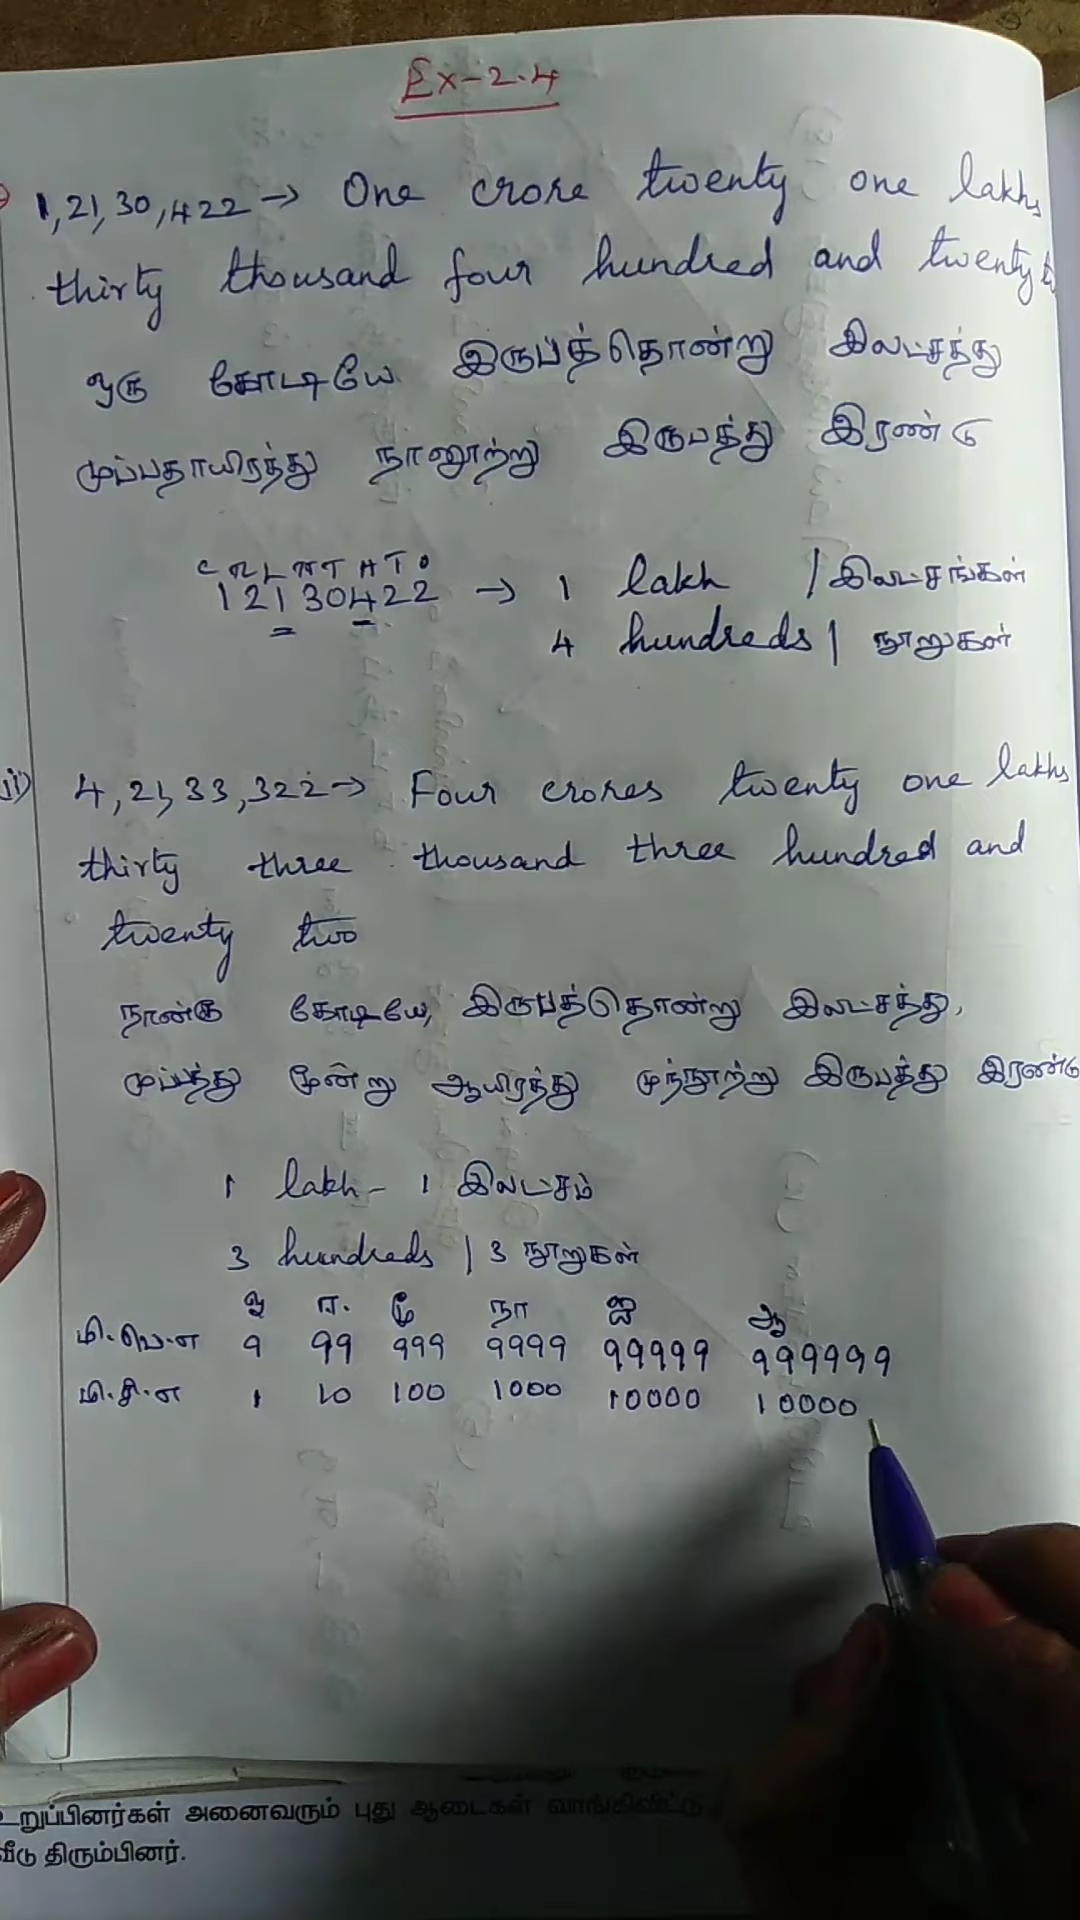 Ex-2.4
1,21,30,422 → One crore twenty one lakhs
thirty thousand four hundred and twenty
ஒரு கோடியே இருபத்தொன்று இலட்சத்து
முப்பதாயிரத்து நானூற்று இருபத்து இரண்டு
C TL L TT T H T O
12130422 → 1 lakh / இலட்சங்கள்
4 hundreds | நூறுகள்
ii) 4,21,33,322 → Four crores twenty one lakhs
thirty three thousand three hundred and
twenty two
நான்கு கோடியே, இருபத்தொன்று இலட்சத்து,
முப்பத்து மூன்று ஆயிரத்து முந்நூற்று இருபத்து இரண்டு
1 lakh - 1 இலட்சம்
3 hundreds | 3 நூறுகள்
ஒ இ. மூ நா ஐ ஆ
மி.பெ.எ 9 99 999 9999 99999 999999
மி.சி.எ 1 10 100 1000 10000 10000
உறுப்பினர்கள் அனைவரும் புது ஆடைகள் வாங்கிவிட்டு
வீடு திரும்பினர்.